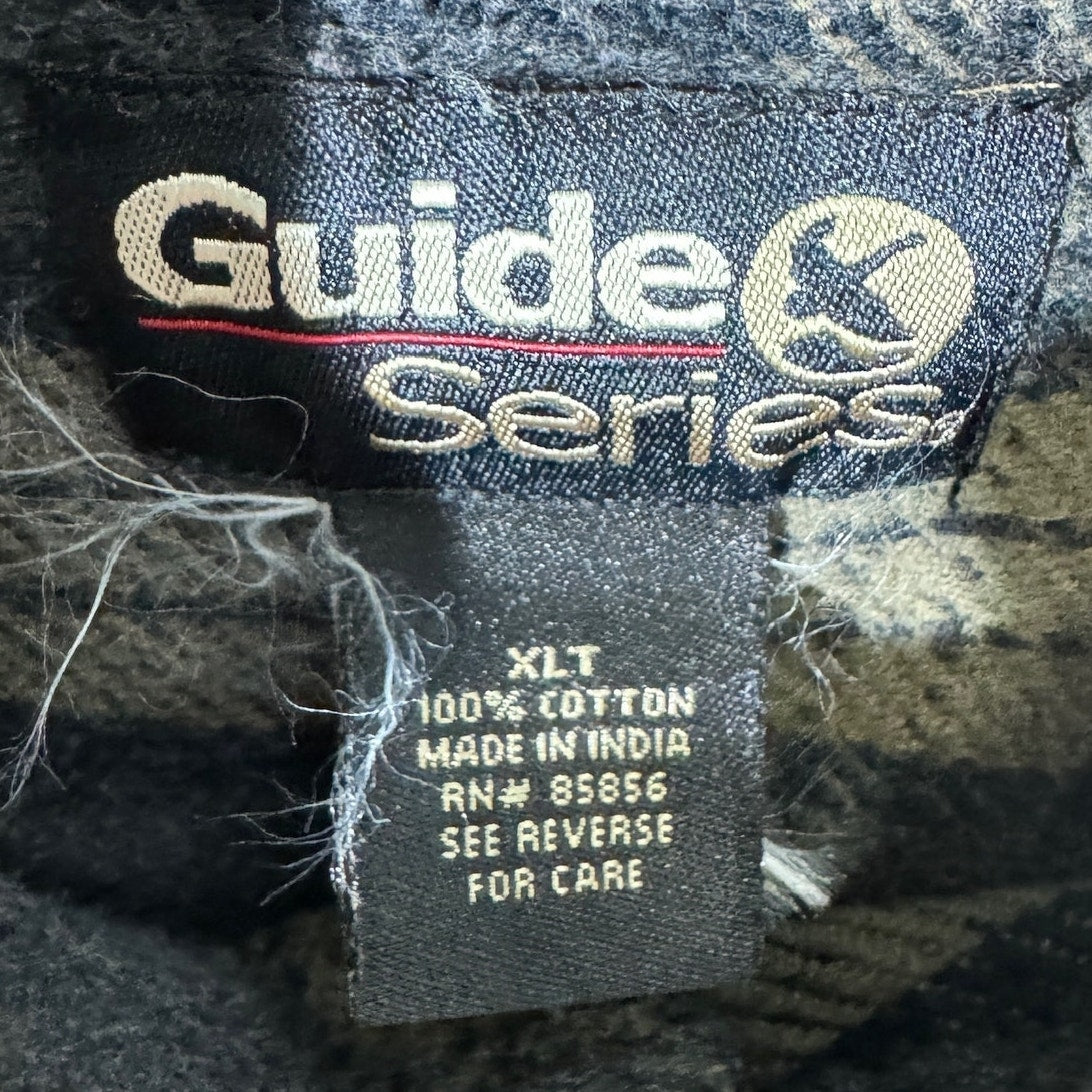 Guide
Series
XLT
100% COTTON
MADE IN INDIA
RN# 85856
SEE REVERSE
FOR CARE